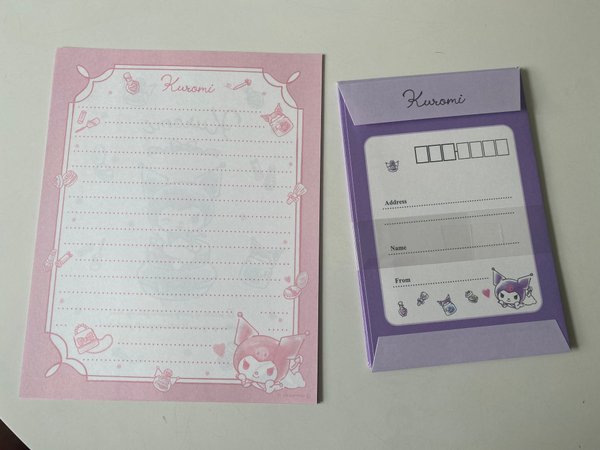 Kuromi
Kuromi
Address
Name
From